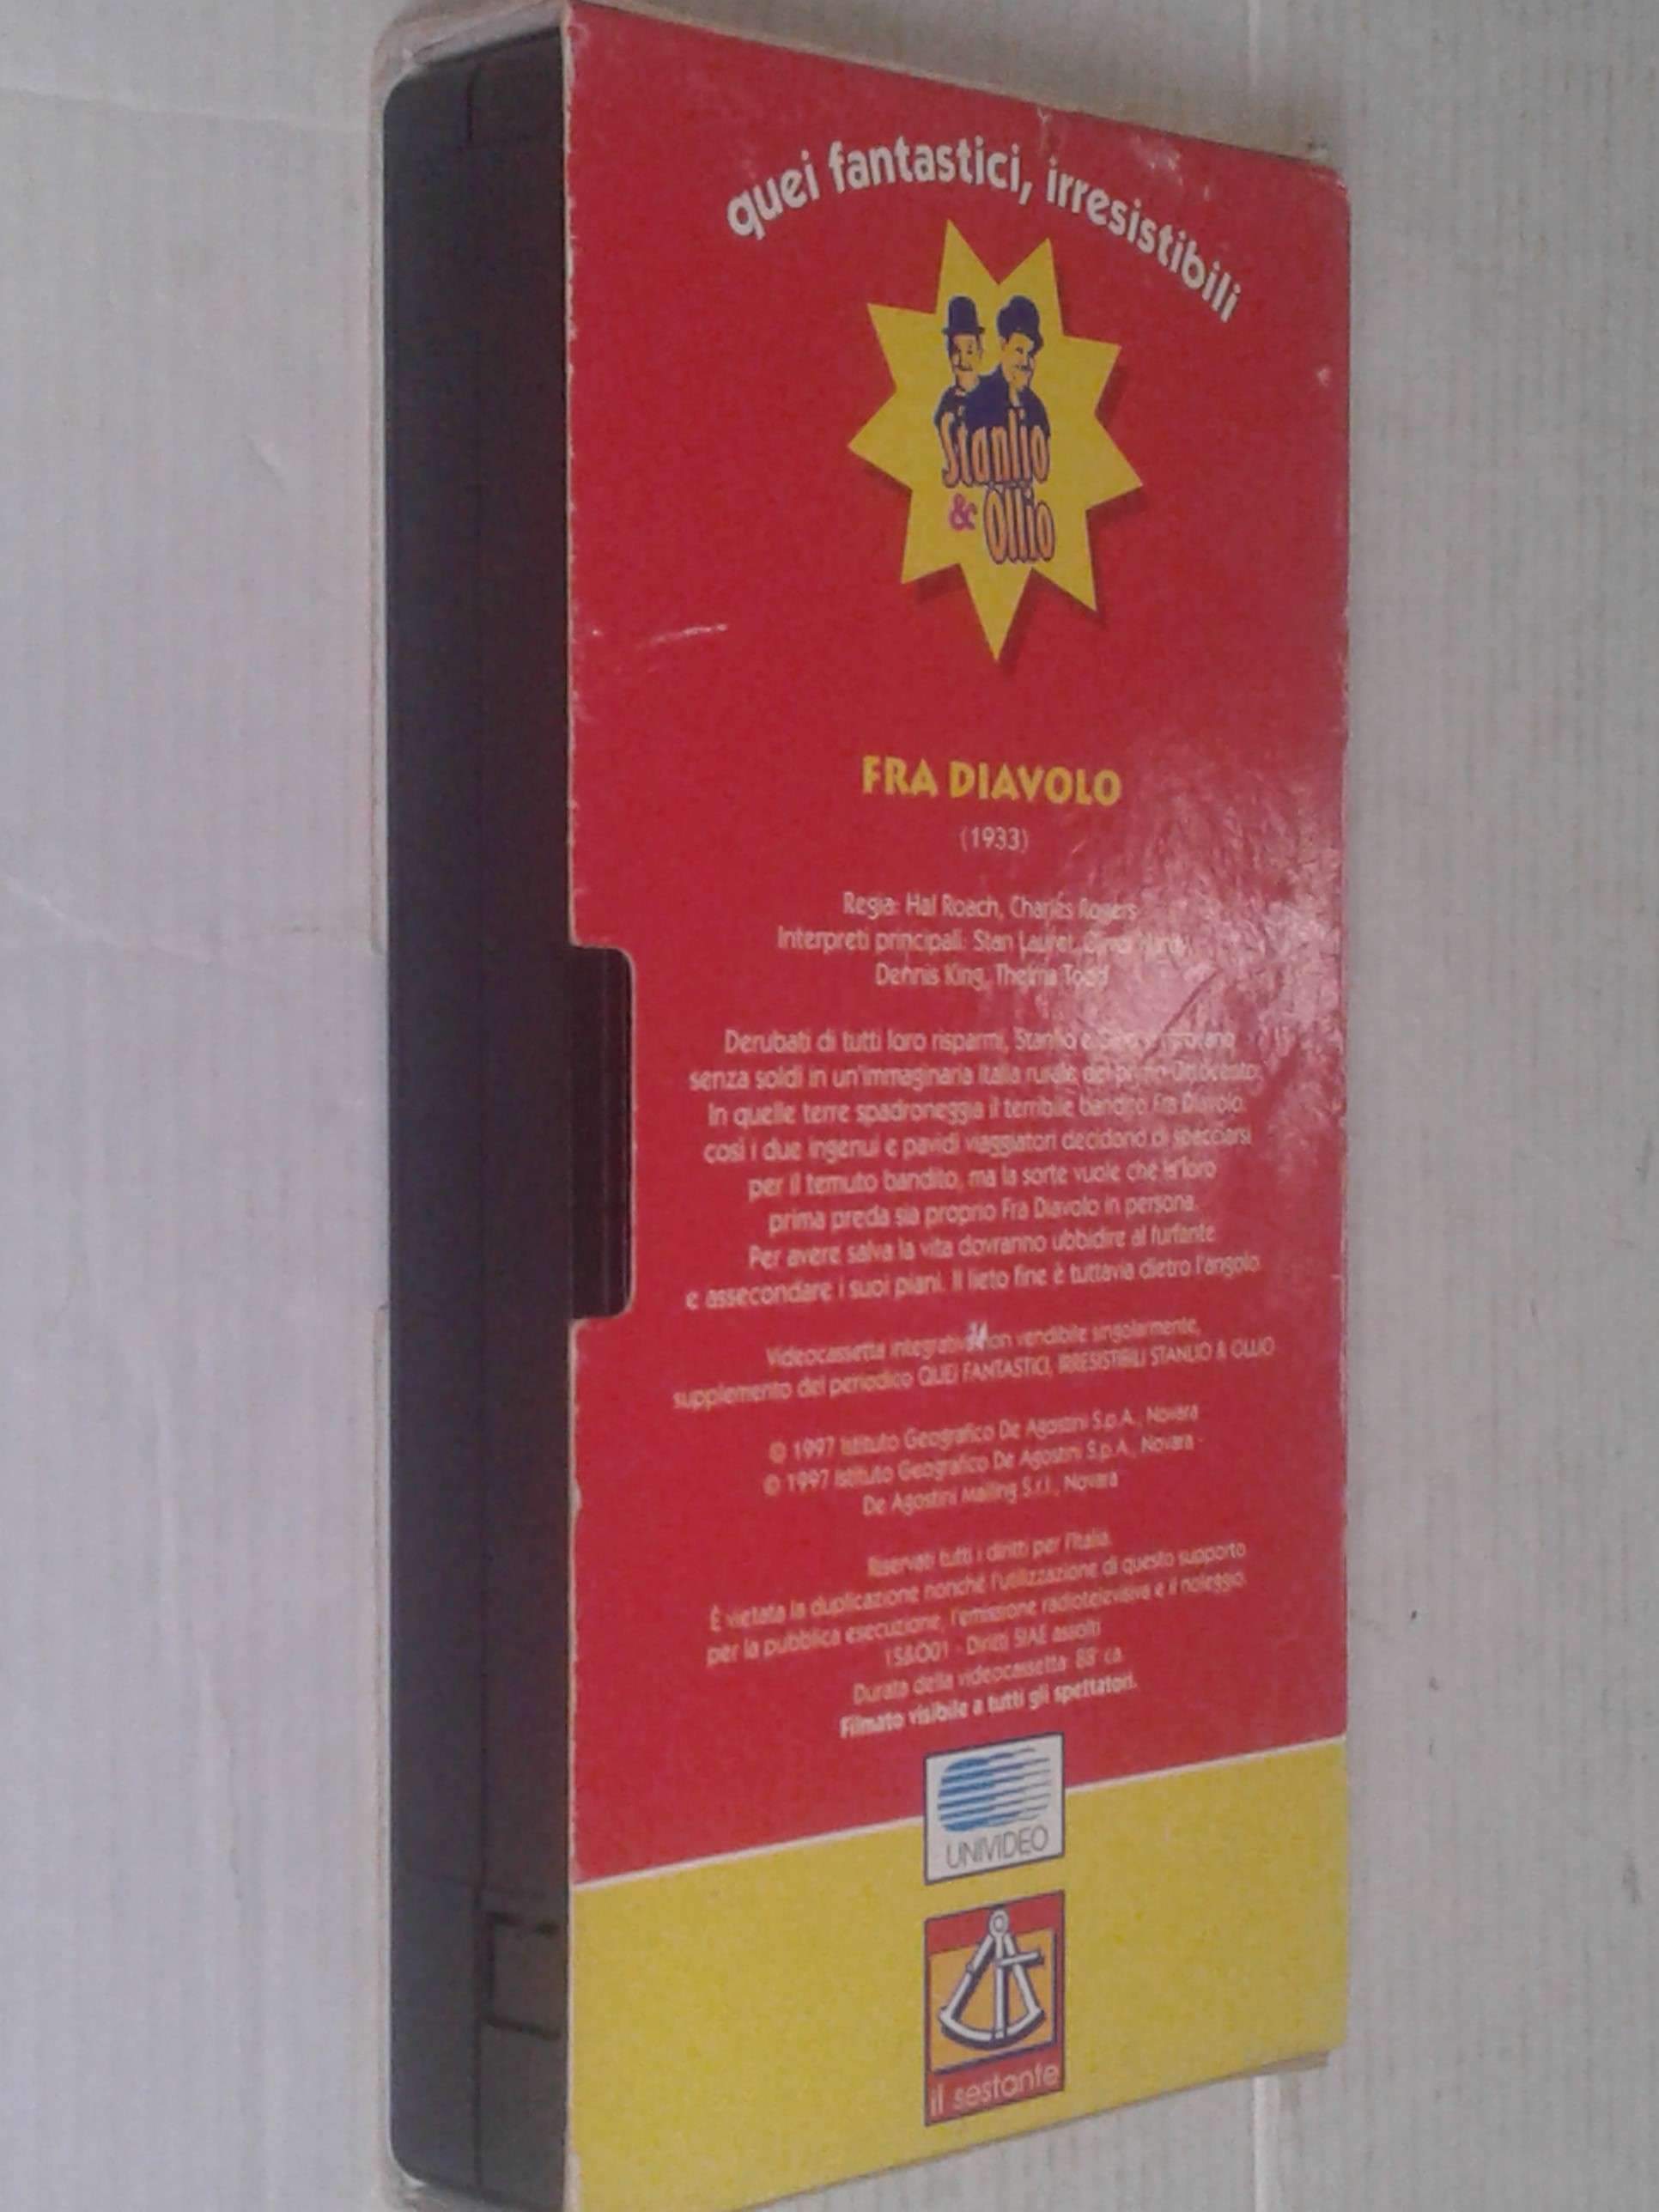 quei fantastici, irresistibili
Stanlio
& Ollio
FRA DIAVOLO
(1933)
Regia: Hal Roach, Charles Rogers
Interpreti principali: Stan Laurel, Oliver Hardy
Dennis King, Thelma Todd
Derubati di tutti loro risparmi, Stanlio e
senza soldi in un'immaginaria Italia rurale del primo Ottocento.
In quelle terre spadroneggia il terribile bandito Fra Diavolo,
così i due ingenui e pavidi viaggiatori decidono di spacciarsi
per il temuto bandito, ma la sorte vuole che la loro
prima preda sia proprio Fra Diavolo in persona.
Per avere salva la vita dovranno ubbidire al furfante
e assecondare i suoi piani. Il lieto fine è tuttavia dietro l'angolo.
Videocassetta non vendibile singolarmente,
supplemento del periodico QUEI FANTASTICI, IRRESISTIBILI STANLIO & OLLIO
© 1997 Istituto Geografico De Agostini S.p.A., Novara
© 1997 Istituto Geografico De Agostini S.p.A., Novara -
De Agostini Mailing S.r.l., Novara
Riservati tutti i diritti per l'Italia.
È vietata la duplicazione nonché l'utilizzazione di questo supporto
per la pubblica esecuzione, l'emissione radiotelevisiva e il noleggio.
1S&O01 - Diritti SIAE assolti
Durata della videocassetta: 88' ca.
Filmato visibile a tutti gli spettatori.
UNIVIDEO
il sestante